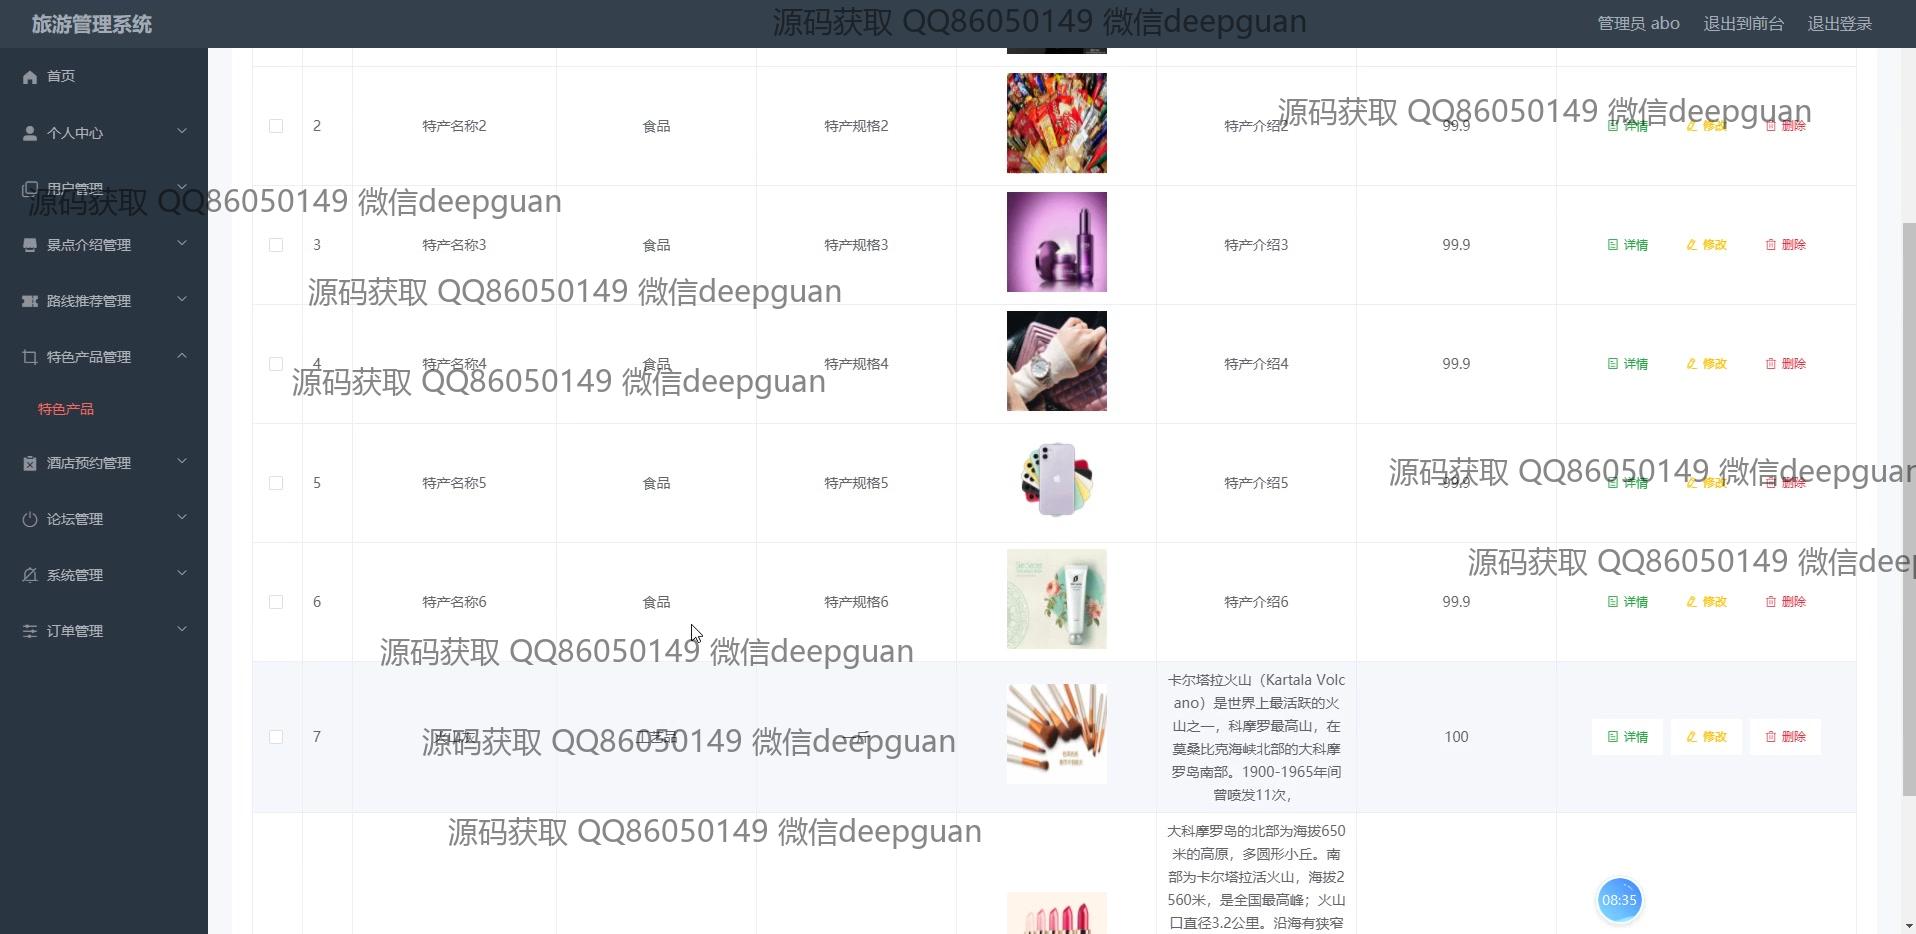 旅游管理系统
源码获取 QQ86050149 微信deepguan
管理员 abo
退出到前台
退出登录
首页
个人中心
用户管理
景点介绍管理
路线推荐管理
特色产品管理
特色产品
酒店预约管理
论坛管理
系统管理
订单管理
源码获取 QQ86050149 微信deepguan
2 特产名称2 食品 特产规格2 特产介绍2 99.9 详情 修改 删除
源码获取 QQ86050149 微信deepguan
3 特产名称3 食品 特产规格3 特产介绍3 99.9 详情 修改 删除
源码获取 QQ86050149 微信deepguan
4 特产名称4 食品 特产规格4 特产介绍4 99.9 详情 修改 删除
源码获取 QQ86050149 微信deepguan
源码获取 QQ86050149 微信deepguan
5 特产名称5 食品 特产规格5 特产介绍5 99.9 详情 修改 删除
源码获取 QQ86050149 微信deep
6 特产名称6 食品 特产规格6 特产介绍6 99.9 详情 修改 删除
源码获取 QQ86050149 微信deepguan
卡尔塔拉火山（Kartala Volc
ano）是世界上最活跃的火
山之一，科摩罗最高山，在
莫桑比克海峡北部的大科摩
罗岛南部。1900-1965年间
曾喷发11次，
7 工艺品 一斤 100 详情 修改 删除
源码获取 QQ86050149 微信deepguan
源码获取 QQ86050149 微信deepguan
大科摩罗岛的北部为海拔650
米的高原，多圆形小丘。南
部为卡尔塔拉活火山，海拔2
560米，是全国最高峰；火山
口直径3.2公里。沿海有狭窄
08:35